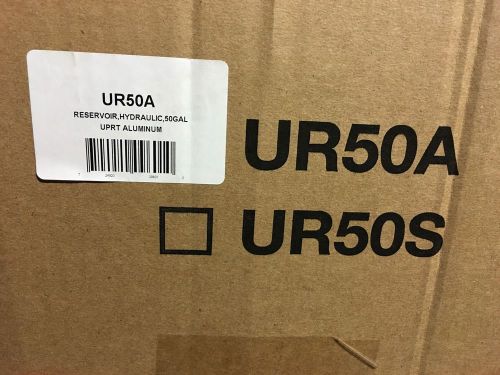 UR50A
RESERVOIR,HYDRAULIC,50GAL
UPRT ALUMINUM
UR50A
UR50S